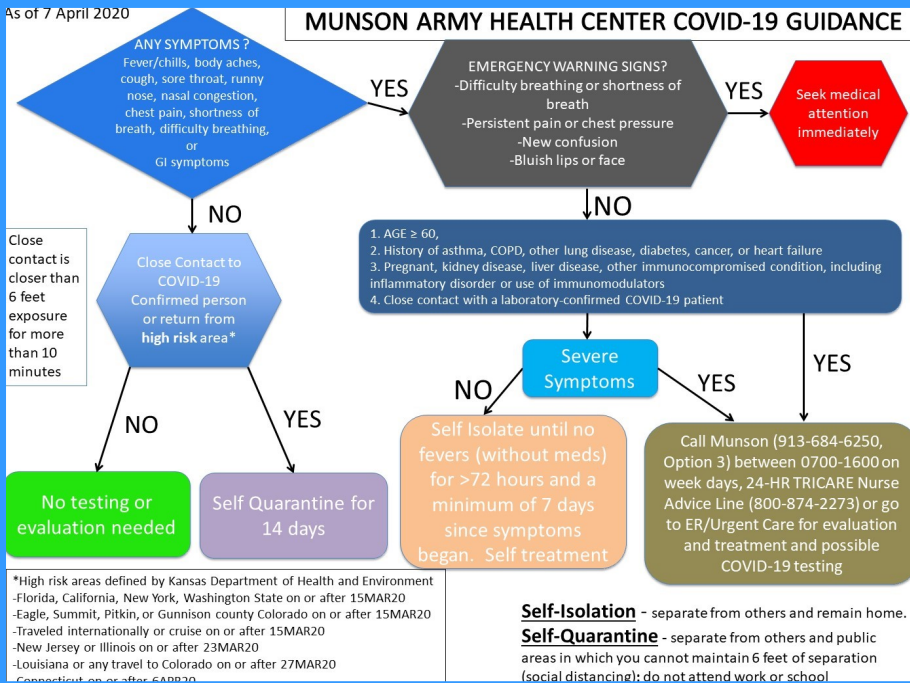 As of 7 April 2020
MUNSON ARMY HEALTH CENTER COVID-19 GUIDANCE
ANY SYMPTOMS ?
Fever/chills, body aches,
cough, sore throat, runny
nose, nasal congestion,
chest pain, shortness of
breath, difficulty breathing,
or
GI symptoms
YES
EMERGENCY WARNING SIGNS?
-Difficulty breathing or shortness of
breath
-Persistent pain or chest pressure
-New confusion
-Bluish lips or face
YES
Seek medical
attention
immediately
NO
NO
Close
contact is
closer than
6 feet
exposure
for more
than 10
minutes
Close Contact to
COVID-19
Confirmed person
or return from
high risk area*
1. AGE ≥ 60,
2. History of asthma, COPD, other lung disease, diabetes, cancer, or heart failure
3. Pregnant, kidney disease, liver disease, other immunocompromised condition, including
inflammatory disorder or use of immunomodators
4. Close contact with a laboratory-confirmed COVID-19 patient
Severe
Symptoms
NO
YES
YES
NO
YES
No testing or
evaluation needed
Self Quarantine for
14 days
Self Isolate until no
fevers (without meds)
for >72 hours and a
minimum of 7 days
since symptoms
began. Self treatment
Call Munson (913-684-6250,
Option 3) between 0700-1600 on
week days, 24-HR TRICARE Nurse
Advice Line (800-874-2273) or go
to ER/Urgent Care for evaluation
and treatment and possible
COVID-19 testing
*High risk areas defined by Kansas Department of Health and Environment
-Florida, California, New York, Washington State on or after 15MAR20
-Eagle, Summit, Pitkin, or Gunnison county Colorado on or after 15MAR20
-Traveled internationally or cruise on or after 15MAR20
-New Jersey or Illinois on or after 23MAR20
-Louisiana or any travel to Colorado on or after 27MAR20
-Connecticut on or after 6APR20
Self-Isolation - separate from others and remain home.
Self-Quarantine - separate from others and public
areas in which you cannot maintain 6 feet of separation
(social distancing); do not attend work or school